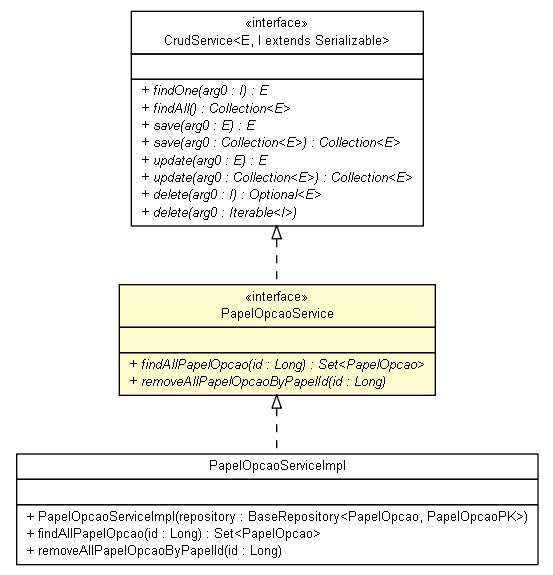 «interface»
CrudService<E, I extends Serializable>
+ findOne(arg0 : I) : E
+ findAll() : Collection<E>
+ save(arg0 : E) : E
+ save(arg0 : Collection<E>) : Collection<E>
+ update(arg0 : E) : E
+ update(arg0 : Collection<E>) : Collection<E>
+ delete(arg0 : I) : Optional<E>
+ delete(arg0 : Iterable<I>)
«interface»
PapelOpcaoService
+ findAllPapelOpcao(id : Long) : Set<PapelOpcao>
+ removeAllPapelOpcaoByPapelId(id : Long)
PapelOpcaoServiceImpl
+ PapelOpcaoServiceImpl(repository : BaseRepository<PapelOpcao, PapelOpcaoPK>)
+ findAllPapelOpcao(id : Long) : Set<PapelOpcao>
+ removeAllPapelOpcaoByPapelId(id : Long)